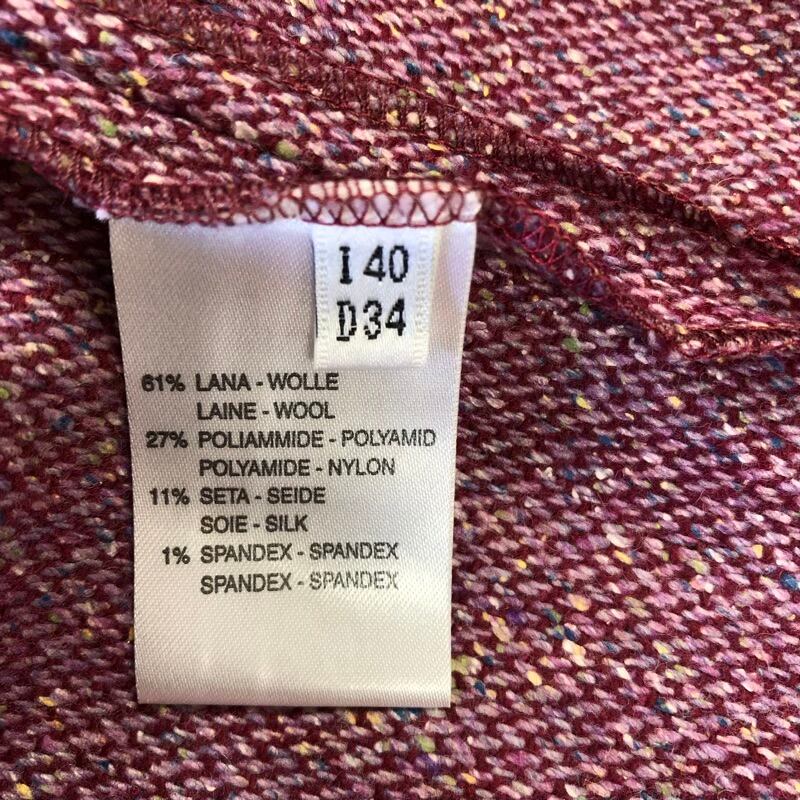 I 40
D34
61% LANA - WOLLE
LAINE - WOOL
27% POLIAMMIDE - POLYAMID
POLYAMIDE - NYLON
11% SETA - SEIDE
SOIE - SILK
1% SPANDEX - SPANDEX
SPANDEX - SPANDEX